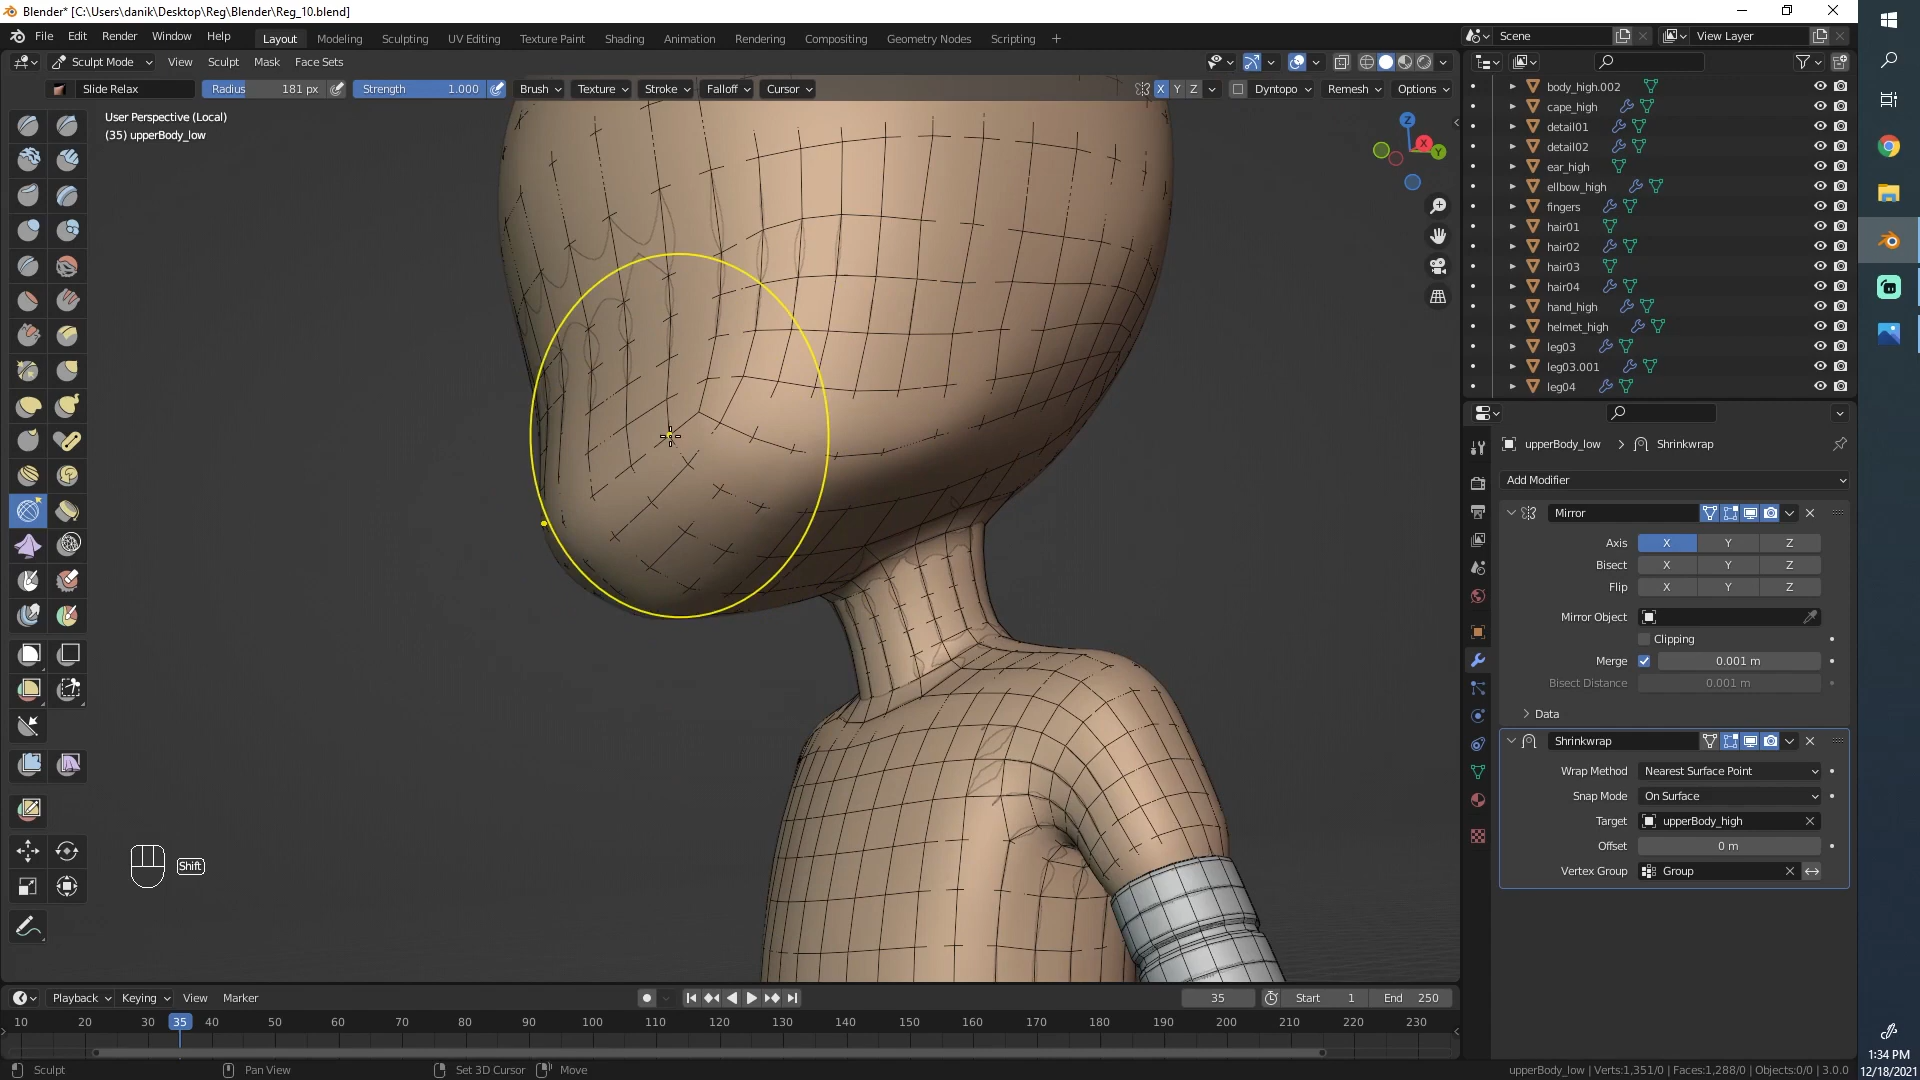 Blender* [C:\Users\danik\Desktop\Reg\Blender\Reg_10.blend]
File Edit Render Window Help Layout Modeling Sculpting UV Editing Texture Paint Shading Animation Rendering Compositing Geometry Nodes Scripting + Scene View Layer
Sculpt Mode View Sculpt Mask Face Sets
Slide Relax Radius 181 px Strength 1.000 Brush Texture Stroke Falloff Cursor X Y Z Dyntopo Remesh Options
User Perspective (Local)
(35) upperBody_low
Z
X
Y
Shift
body_high.002
cape_high
detail01
detail02
ear_high
ellbow_high
fingers
hair01
hair02
hair03
hair04
hand_high
helmet_high
leg03
leg03.001
leg04
upperBody_low > Shrinkwrap
Add Modifier
Mirror
Axis X Y Z
Bisect X Y Z
Flip X Y Z
Mirror Object
Clipping
Merge 0.001 m
Bisect Distance 0.001 m
Data
Shrinkwrap
Wrap Method Nearest Surface Point
Snap Mode On Surface
Target upperBody_high
Offset 0 m
Vertex Group Group
Playback Keying View Marker 35 Start 1 End 250
10 20 30 35 40 50 60 70 80 90 100 110 120 130 140 150 160 170 180 190 200 210 220 230
Sculpt Pan View Set 3D Cursor Move upperBody_low | Verts:1,351/0 | Faces:1,288/0 | Objects:0/0 | 3.0.0
1:34 PM
12/18/2021